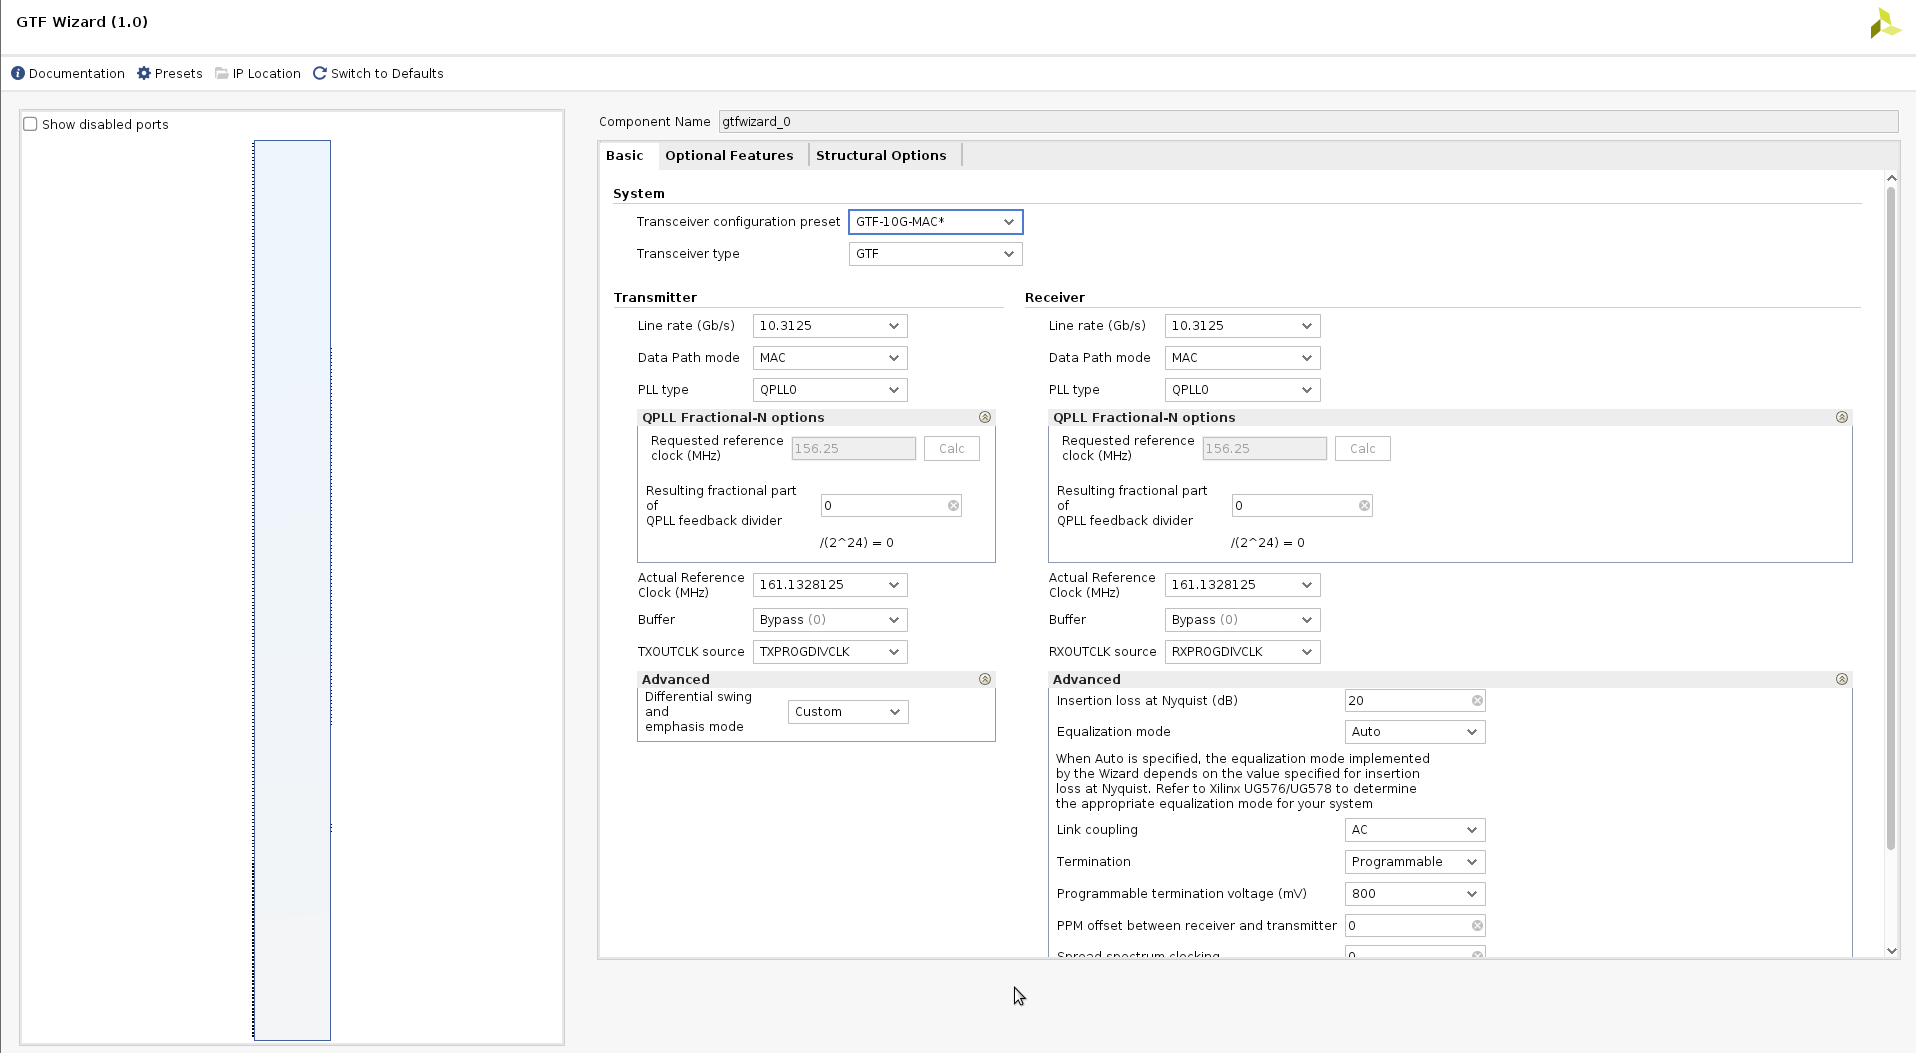 GTF Wizard (1.0)
Documentation Presets IP Location Switch to Defaults
Show disabled ports
Component Name gtfwizard_0
Basic Optional Features Structural Options
System
Transceiver configuration preset GTF-10G-MAC*
Transceiver type GTF
Transmitter
Line rate (Gb/s) 10.3125
Data Path mode MAC
PLL type QPLL0
QPLL Fractional-N options
Requested reference
clock (MHz) 156.25 Calc
Resulting fractional part
of
QPLL feedback divider 0
/(2^24) = 0
Actual Reference
Clock (MHz) 161.1328125
Buffer Bypass (0)
TXOUTCLK source TXPROGDIVCLK
Advanced
Differential swing
and
emphasis mode Custom
Receiver
Line rate (Gb/s) 10.3125
Data Path mode MAC
PLL type QPLL0
QPLL Fractional-N options
Requested reference
clock (MHz) 156.25 Calc
Resulting fractional part
of
QPLL feedback divider 0
/(2^24) = 0
Actual Reference
Clock (MHz) 161.1328125
Buffer Bypass (0)
RXOUTCLK source RXPROGDIVCLK
Advanced
Insertion loss at Nyquist (dB) 20
Equalization mode Auto
When Auto is specified, the equalization mode implemented
by the Wizard depends on the value specified for insertion
loss at Nyquist. Refer to Xilinx UG576/UG578 to determine
the appropriate equalization mode for your system
Link coupling AC
Termination Programmable
Programmable termination voltage (mV) 800
PPM offset between receiver and transmitter 0
Spread spectrum clocking 0